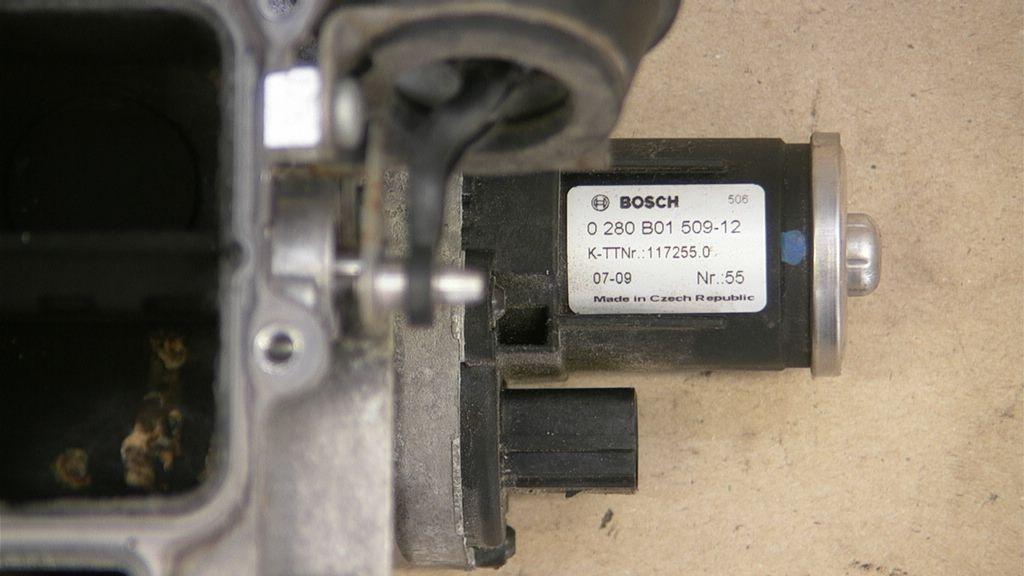 BOSCH 506
0 280 B01 509-12
K-TTNr.:117255.0
07-09 Nr.:55
Made in Czech Republic